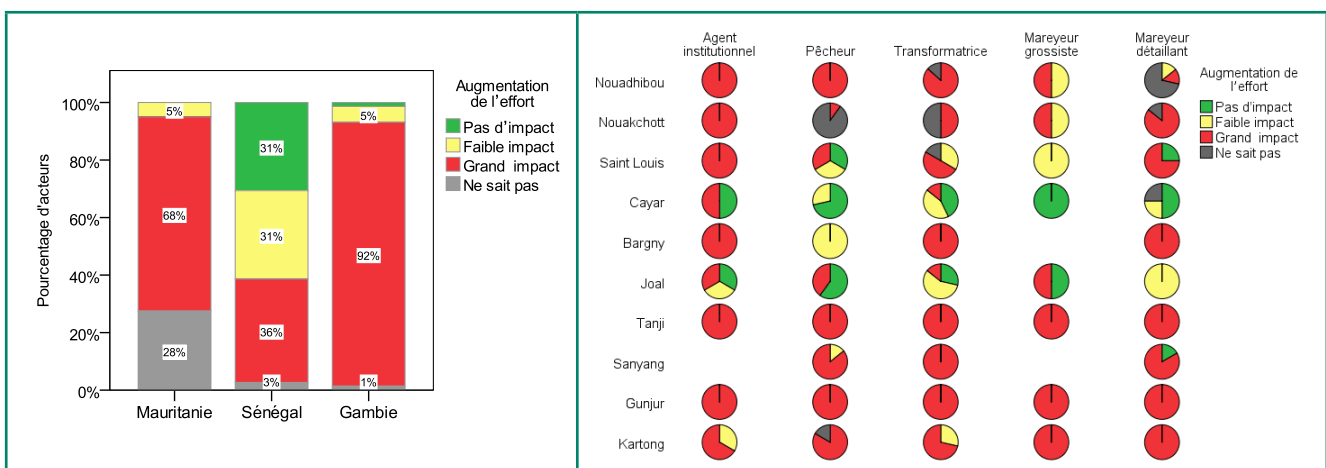 Pourcentage d'acteurs
100%
80%
60%
40%
20%
0%
5%
68%
28%
31%
31%
36%
3%
5%
92%
1%
Mauritanie
Sénégal
Gambie
Augmentation
de l'effort
Pas d'impact
Faible impact
Grand impact
Ne sait pas
Agent
institutionnel
Pêcheur
Transformatrice
Mareyeur
grossiste
Mareyeur
détaillant
Nouadhibou
Nouakchott
Saint Louis
Cayar
Bargny
Joal
Tanji
Sanyang
Gunjur
Kartong
Augmentation de
l'effort
Pas d'impact
Faible impact
Grand impact
Ne sait pas